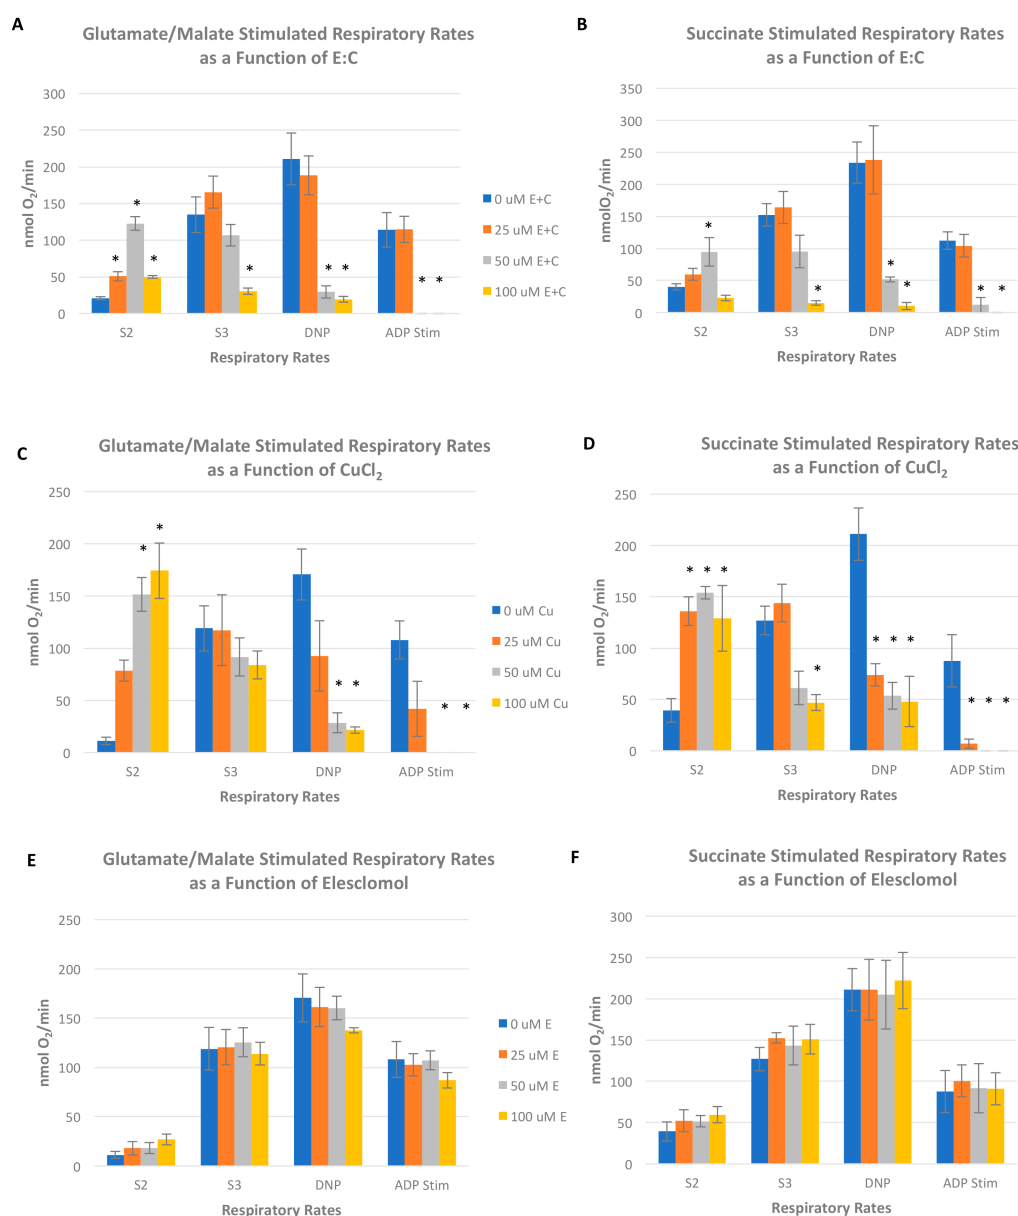 A
Glutamate/Malate Stimulated Respiratory Rates
as a Function of E:C
300
250
200
150
100
50
0
nmol O₂/min
* * *
*
* *
* *
S2 S3 DNP ADP Stim
Respiratory Rates
0 uM E+C
25 uM E+C
50 uM E+C
100 uM E+C
B
Succinate Stimulated Respiratory Rates
as a Function of E:C
350
300
250
200
150
100
50
0
nmolO₂/min
*
*
* *
* *
S2 S3 DNP ADP Stim
Respiratory Rates
C
Glutamate/Malate Stimulated Respiratory Rates
as a Function of CuCl₂
250
200
150
100
50
0
nmol O₂/min
* *
* *
* *
S2 S3 DNP ADP Stim
Respiratory Rates
0 uM Cu
25 uM Cu
50 uM Cu
100 uM Cu
D
Succinate Stimulated Respiratory Rates
as a Function of CuCl₂
250
200
150
100
50
0
nmol O₂/min
* * *
*
* * *
* * *
S2 S3 DNP ADP Stim
Respiratory Rates
E
Glutamate/Malate Stimulated Respiratory Rates
as a Function of Elesclomol
250
200
150
100
50
0
nmol O₂/min
S2 S3 DNP ADP Stim
Respiratory Rates
0 uM E
25 uM E
50 uM E
100 uM E
F
Succinate Stimulated Respiratory Rates
as a Function of Elesclomol
300
250
200
150
100
50
0
nmol O₂/min
S2 S3 DNP ADP Stim
Respiratory Rates